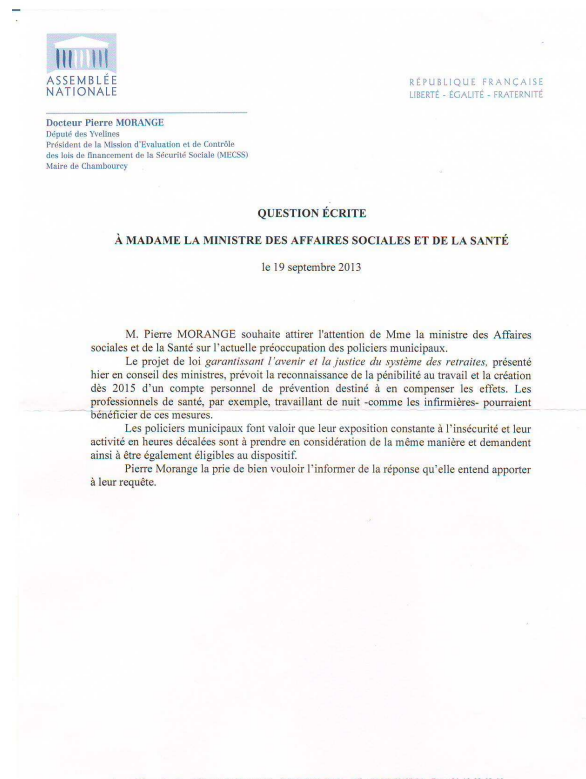 ASSEMBLÉE
NATIONALE
RÉPUBLIQUE FRANÇAISE
LIBERTÉ - ÉGALITÉ - FRATERNITÉ
Docteur Pierre MORANGE
Député des Yvelines
Président de la Mission d'Evaluation et de Contrôle
des lois de financement de la Sécurité Sociale (MECSS)
Maire de Chambourcy
QUESTION ÉCRITE
À MADAME LA MINISTRE DES AFFAIRES SOCIALES ET DE LA SANTÉ
le 19 septembre 2013
M. Pierre MORANGE souhaite attirer l'attention de Mme la ministre des Affaires
sociales et de la Santé sur l'actuelle préoccupation des policiers municipaux.
Le projet de loi garantissant l'avenir et la justice du système des retraites, présenté
hier en conseil des ministres, prévoit la reconnaissance de la pénibilité au travail et la création
dès 2015 d'un compte personnel de prévention destiné à en compenser les effets. Les
professionnels de santé, par exemple, travaillant de nuit -comme les infirmières- pourraient
bénéficier de ces mesures.
Les policiers municipaux font valoir que leur exposition constante à l'insécurité et leur
activité en heures décalées sont à prendre en considération de la même manière et demandent
ainsi à être également éligibles au dispositif.
Pierre Morange la prie de bien vouloir l'informer de la réponse qu'elle entend apporter
à leur requête.